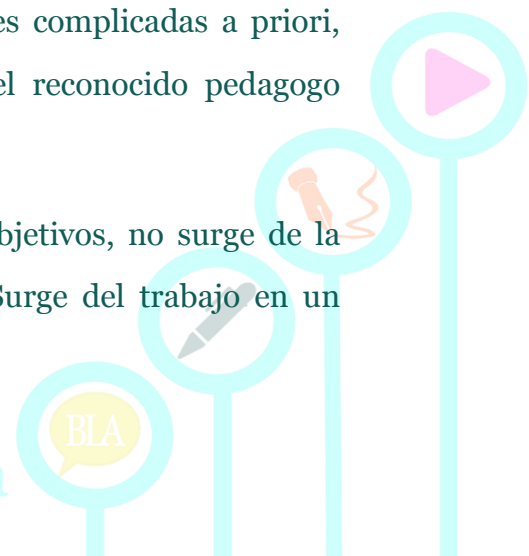 es complicadas a priori,
el reconocido pedagogo
bjetivos, no surge de la
Surge del trabajo en un
BLA